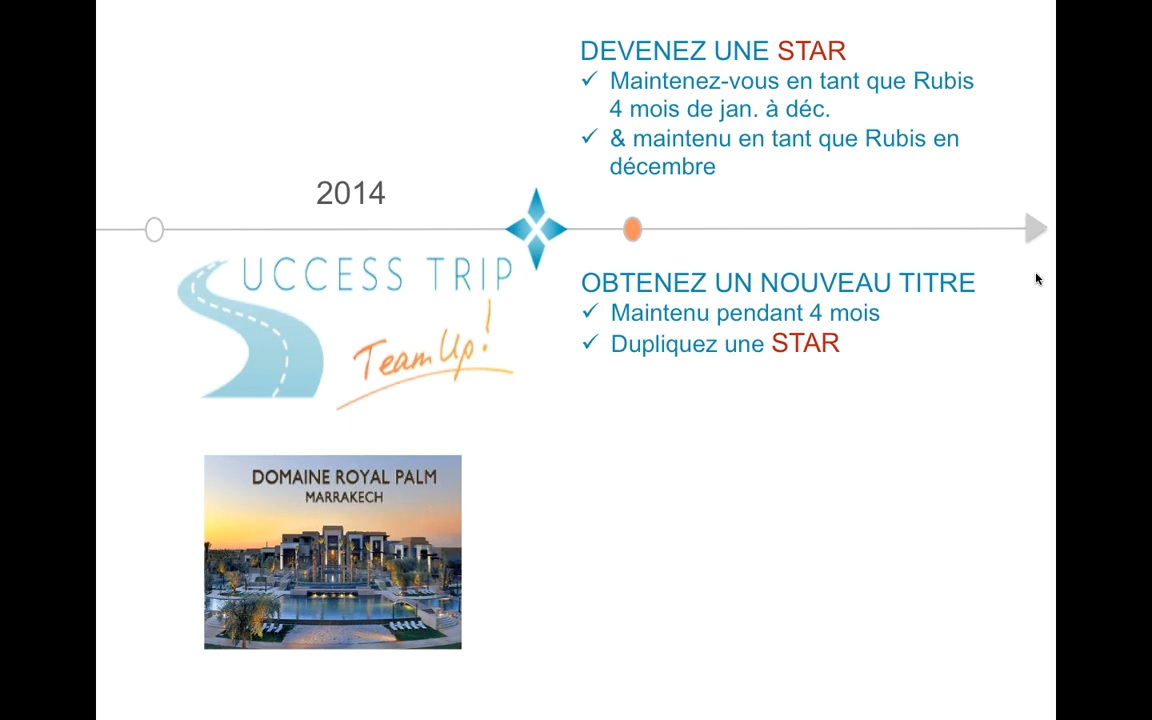 DEVENEZ UNE STAR
✓ Maintenez-vous en tant que Rubis
4 mois de jan. à déc.
✓ & maintenu en tant que Rubis en
décembre
2014
UCCESS TRIP
Team Up!
OBTENEZ UN NOUVEAU TITRE
✓ Maintenu pendant 4 mois
✓ Dupliquez une STAR
DOMAINE ROYAL PALM
MARRAKECH